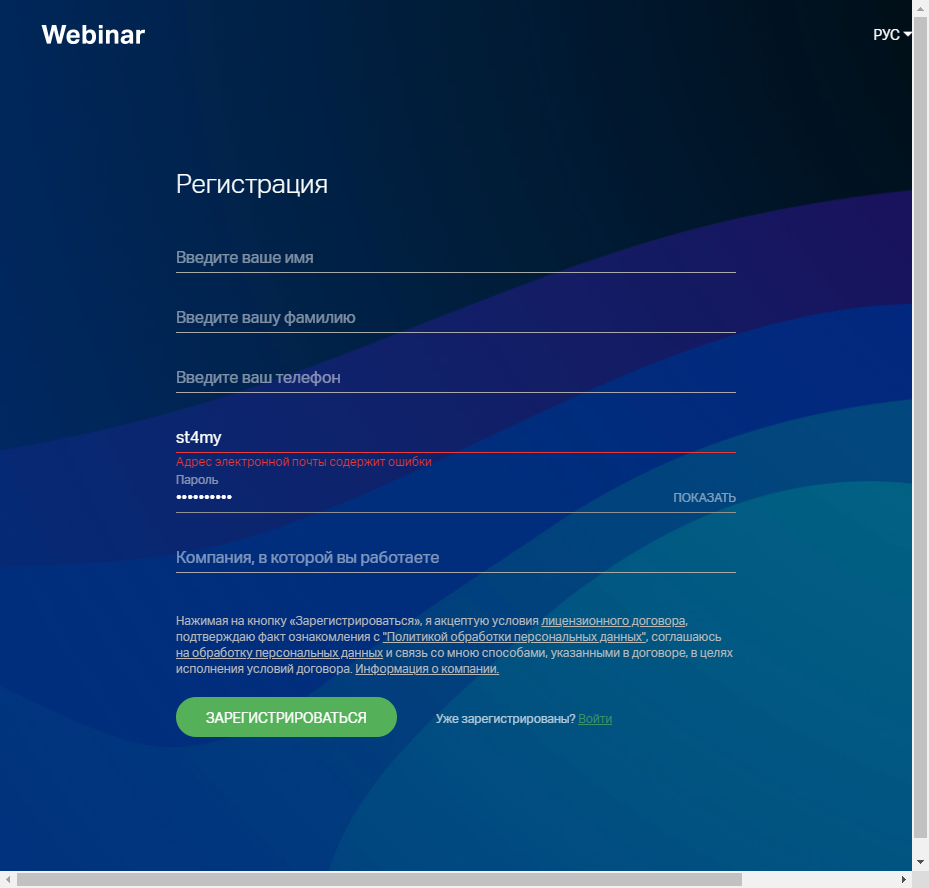 Webinar
РУС
Регистрация
Введите ваше имя
Введите вашу фамилию
Введите ваш телефон
st4my
Адрес электронной почты содержит ошибки
Пароль
•••••••••• ПОКАЗАТЬ
Компания, в которой вы работаете
Нажимая на кнопку «Зарегистрироваться», я акцептую условия лицензионного договора,
подтверждаю факт ознакомления с "Политикой обработки персональных данных", соглашаюсь
на обработку персональных данных и связь со мною способами, указанными в договоре, в целях
исполнения условий договора. Информация о компании.
ЗАРЕГИСТРИРОВАТЬСЯ
Уже зарегистрированы? Войти